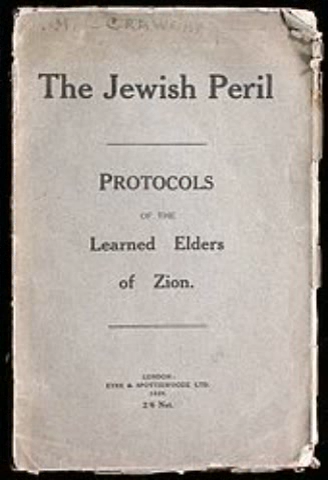 The Jewish Peril
PROTOCOLS
OF THE
Learned Elders
of Zion.
LONDON:
EYRE & SPOTTISWOODE LTD.
1920.
2/6 Net.